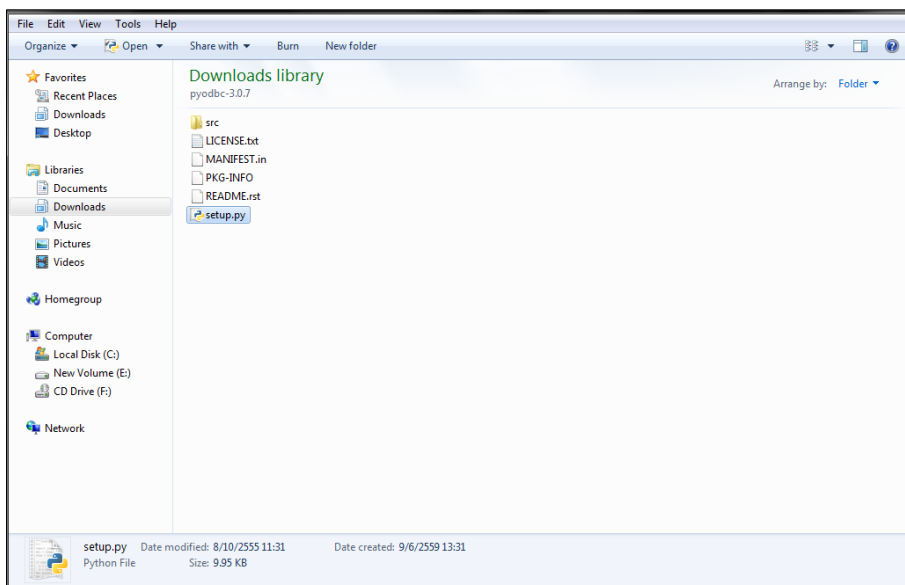 File Edit View Tools Help
Organize Open Share with Burn New folder
Favorites
Recent Places
Downloads
Desktop
Libraries
Documents
Downloads
Music
Pictures
Videos
Homegroup
Computer
Local Disk (C:)
New Volume (E:)
CD Drive (F:)
Network
Downloads library
pyodbc-3.0.7
Arrange by: Folder
src
LICENSE.txt
MANIFEST.in
PKG-INFO
README.rst
setup.py
setup.py Date modified: 8/10/2555 11:31 Date created: 9/6/2559 13:31
Python File Size: 9.95 KB